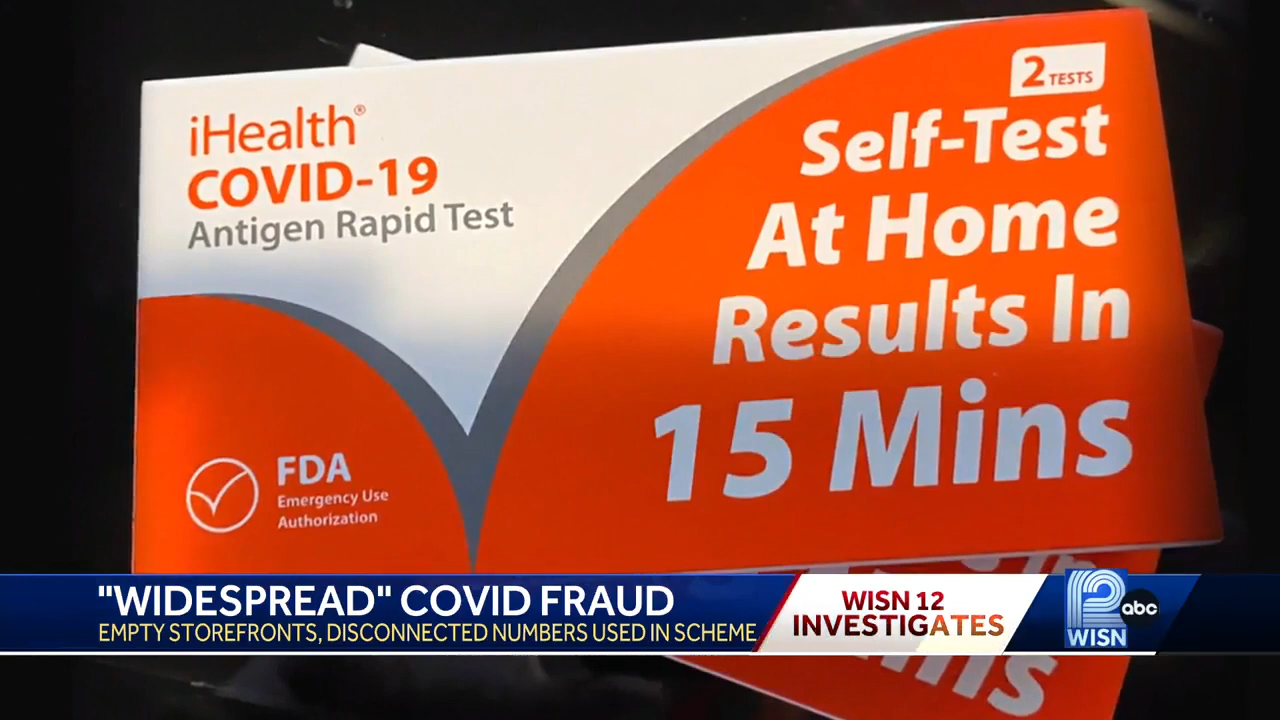 iHealth®
COVID-19
Antigen Rapid Test
2 TESTS
Self-Test
At Home
Results In
15 Mins
FDA
Emergency Use
Authorization
"WIDESPREAD" COVID FRAUD
EMPTY STOREFRONTS, DISCONNECTED NUMBERS USED IN SCHEME
WISN 12
INVESTIGATES
12
abc
WISN